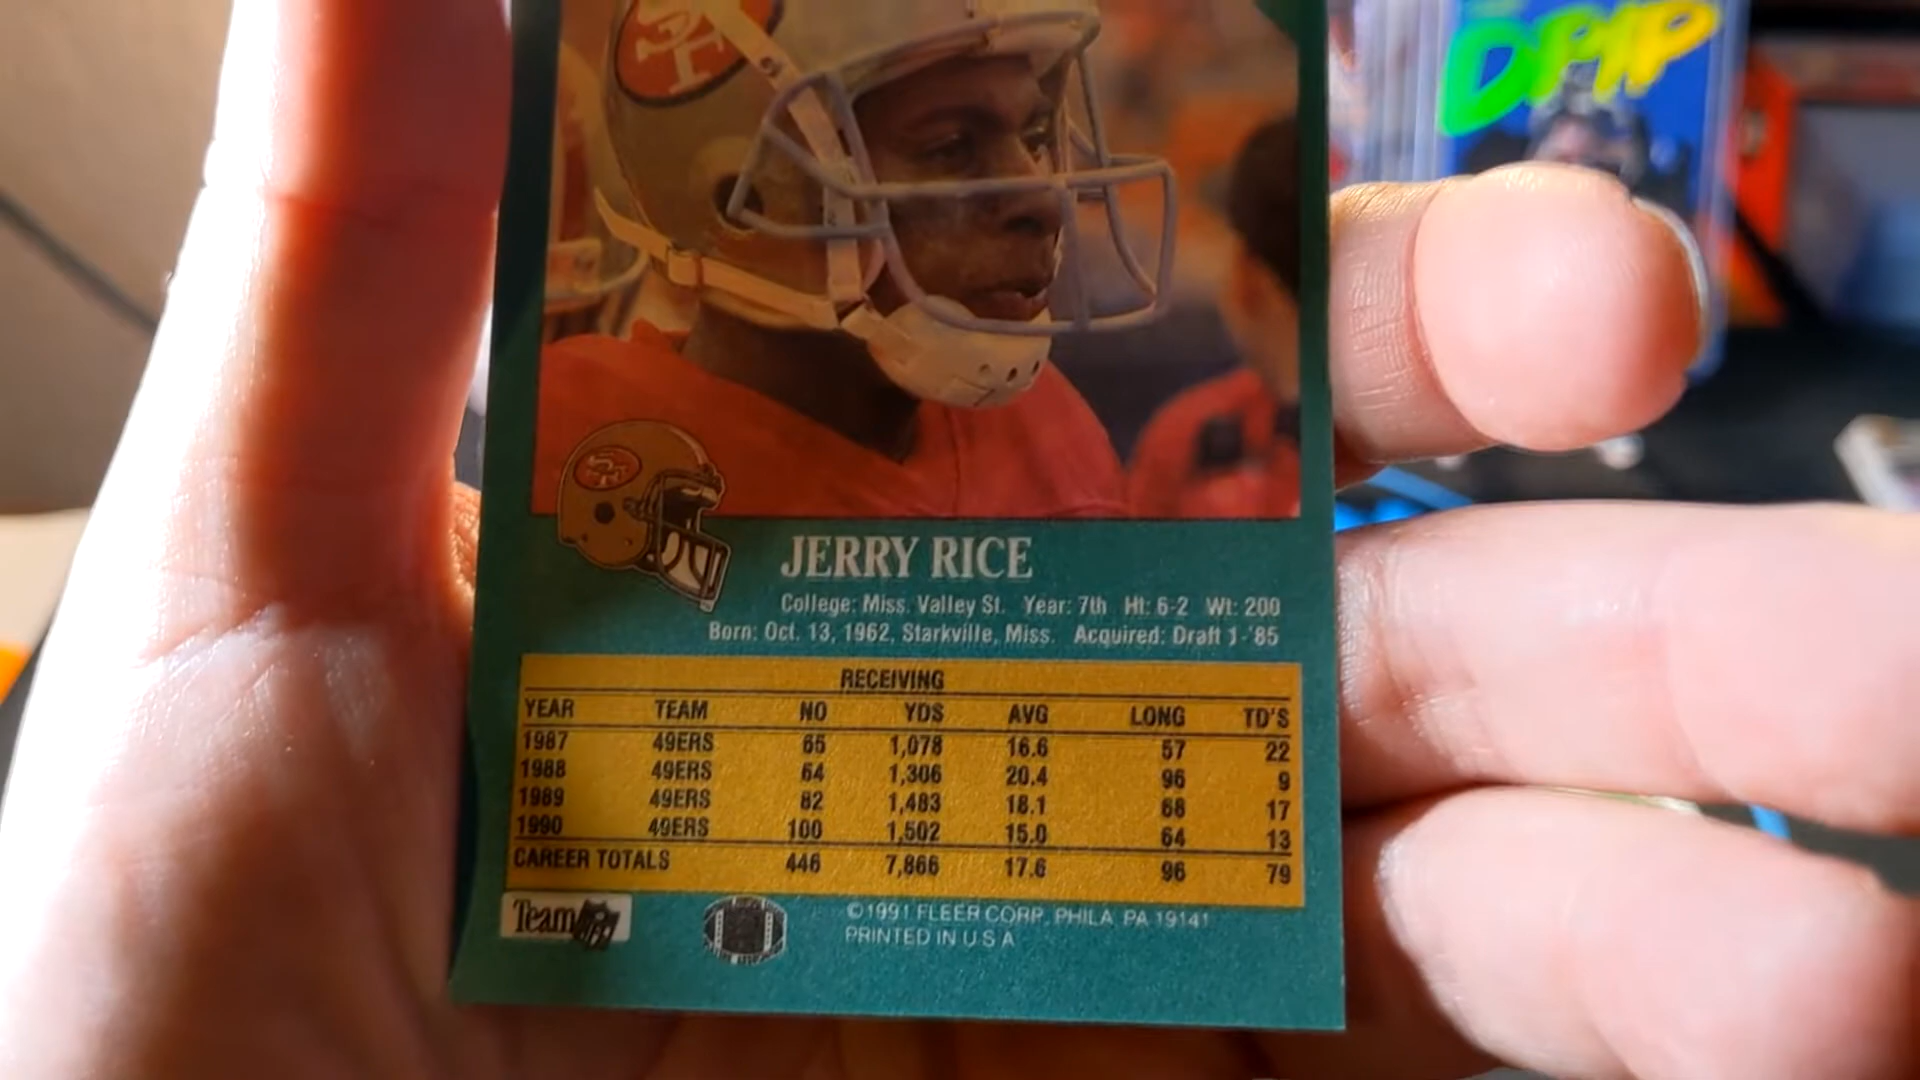 DRIP
SF
JERRY RICE
College: Miss. Valley St. Year: 7th Ht: 6-2 Wt: 200
Born: Oct. 13, 1962, Starkville, Miss. Acquired: Draft 1-'85
RECEIVING
YEAR TEAM NO YDS AVG LONG TD'S
1987 49ERS 65 1,078 16.6 57 22
1988 49ERS 64 1,306 20.4 96 9
1989 49ERS 82 1,483 18.1 68 17
1990 49ERS 100 1,502 15.0 64 13
CAREER TOTALS 446 7,866 17.6 96 79
Team NFL
©1991 FLEER CORP. PHILA. PA 19141
PRINTED IN U S A